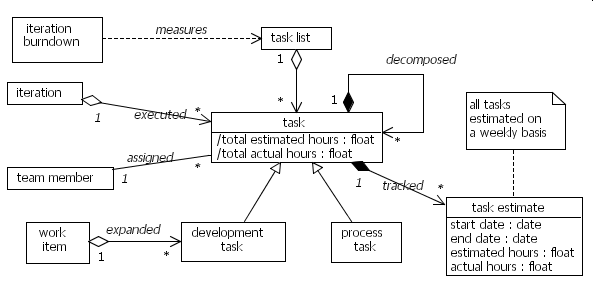 iteration
burndown
measures
task list
1
*
decomposed
1
*
iteration
1
executed
*
task
/total estimated hours : float
/total actual hours : float
all tasks
estimated on
a weekly basis
team member
1
assigned
*
1
tracked
*
work
item
1
expanded
*
development
task
process
task
task estimate
start date : date
end date : date
estimated hours : float
actual hours : float